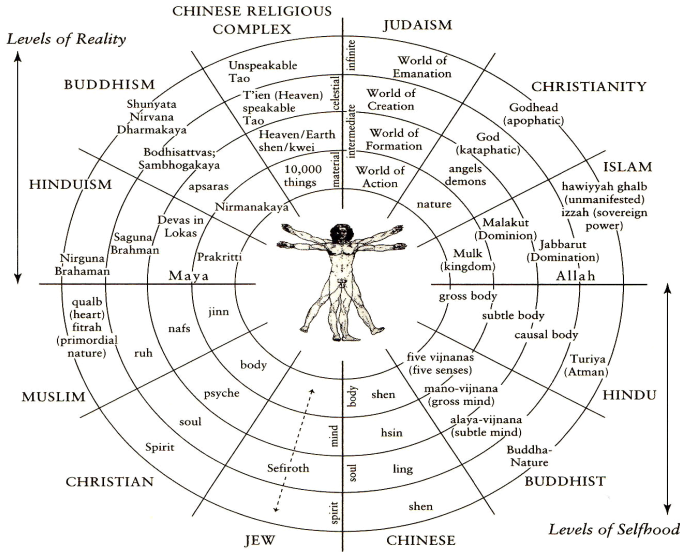 CHINESE RELIGIOUS
COMPLEX
JUDAISM
Levels of Reality
infinite
Unspeakable
Tao
World of
Emanation
BUDDHISM
CHRISTIANITY
Shunyata
Nirvana
Dharmakaya
T'ien (Heaven)
speakable
Tao
celestial
World of
Creation
Godhead
(apophatic)
Bodhisattvas;
Sambhogakaya
Heaven/Earth
shen/kwei
intermediate
World of
Formation
God
(kataphatic)
ISLAM
HINDUISM
apsaras
10,000
things
material
World of
Action
angels
demons
hawiyyah ghalb
(unmanifested)
izzah (sovereign
power)
Nirmanakaya
nature
Devas in
Lokas
Saguna
Brahman
Malakut
(Dominion)
Jabbarut
(Domination)
Nirguna
Brahaman
Prakritti
Mulk
(kingdom)
Maya
Allah
qualb
(heart)
fitrah
(primordial
nature)
jinn
gross body
nafs
subtle body
causal body
ruh
body
five vijnanas
(five senses)
Turiya
(Atman)
MUSLIM
psyche
body
shen
mano-vijnana
(gross mind)
HINDU
soul
mind
hsin
alaya-vijnana
(subtle mind)
Spirit
Sefiroth
soul
ling
Buddha-
Nature
CHRISTIAN
BUDDHIST
spirit
shen
JEW
CHINESE
Levels of Selfhood